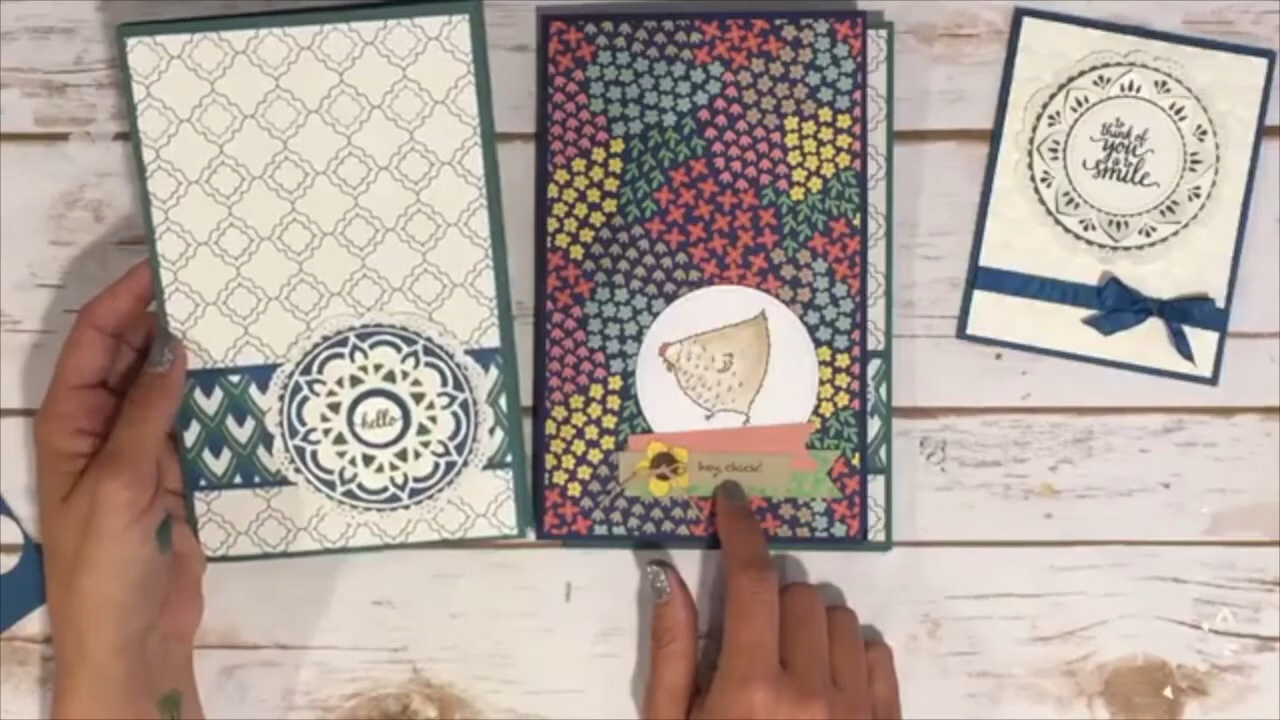 hello
hey, chick!
to
think of
you
is to
smile